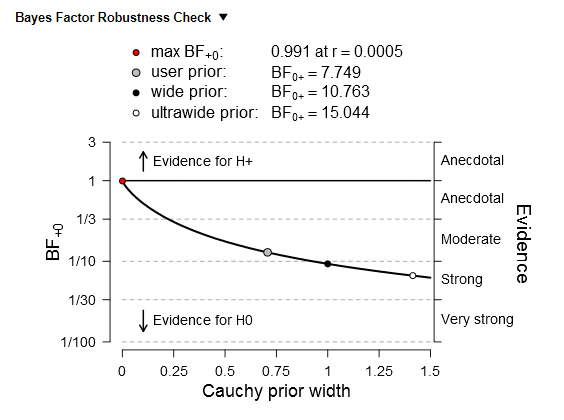 Bayes Factor Robustness Check ▼
max BF+0: 0.991 at r = 0.0005
user prior: BF0+ = 7.749
wide prior: BF0+ = 10.763
ultrawide prior: BF0+ = 15.044
3
Evidence for H+
Anecdotal
1
Anecdotal
1/3
Moderate
1/10
Strong
1/30
Evidence for H0
Very strong
1/100
BF+0
Evidence
0 0.25 0.5 0.75 1 1.25 1.5
Cauchy prior width